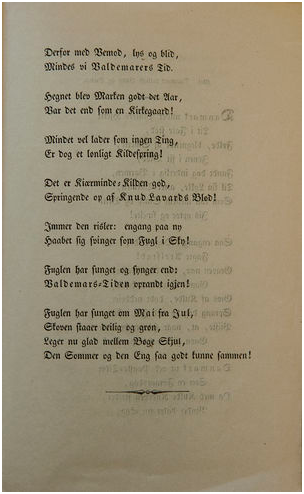 Derfor med Vemod, lys og blid,
Mindes vi Valdemarers Tid.
Hegnet blev Marken godt det Aar,
Var det end som en Kirkegaard!
Mindet vel lader som ingen Ting,
Er dog et lønligt Kildespring!
Det er Kiærminde-Kilden god,
Springende op af Knud Lavards Blod!
Immer den risler: engang paa ny
Haabet sig svinger som Fugl i Sky!
Fuglen har sunget og synger end:
Valdemars-Tiden oprandt igjen!
Fuglen har sunget om Mai fra Jul,
Skoven staaer deilig og grøn,
Leger nu glad mellem Bøge Skjul,
Den Sommer og den Eng saa godt kunne sammen!